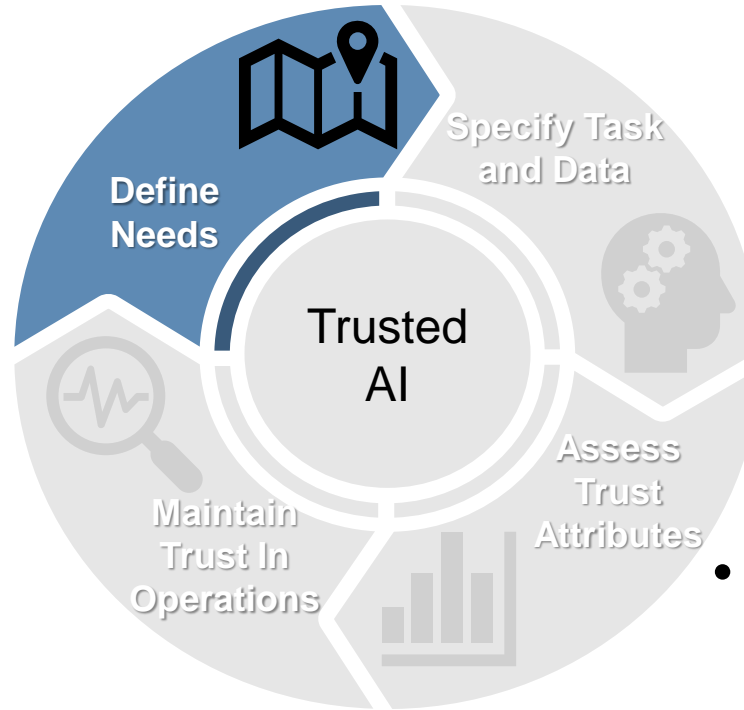 Define
Needs
Specify Task
and Data
Trusted
AI
Assess
Trust
Attributes
Maintain
Trust In
Operations
•